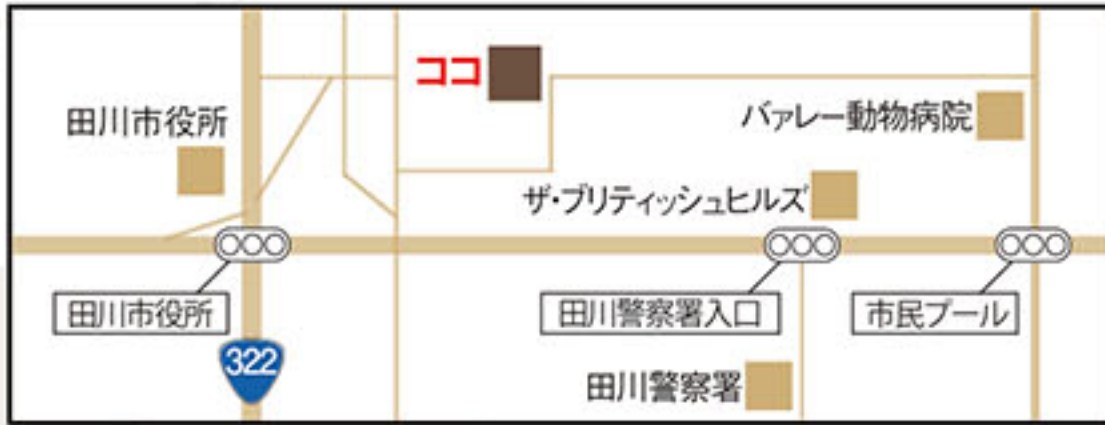 ココ
田川市役所
バァレー動物病院
ザ・ブリティッシュヒルズ
田川市役所
田川警察署入口
市民プール
322
田川警察署